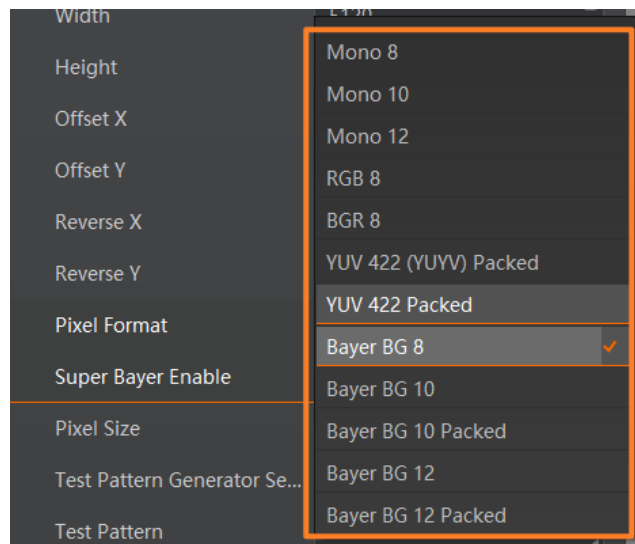 Width
Height
Offset X
Offset Y
Reverse X
Reverse Y
Pixel Format
Super Bayer Enable
Pixel Size
Test Pattern Generator Se...
Test Pattern
Mono 8
Mono 10
Mono 12
RGB 8
BGR 8
YUV 422 (YUYV) Packed
YUV 422 Packed
Bayer BG 8
Bayer BG 10
Bayer BG 10 Packed
Bayer BG 12
Bayer BG 12 Packed